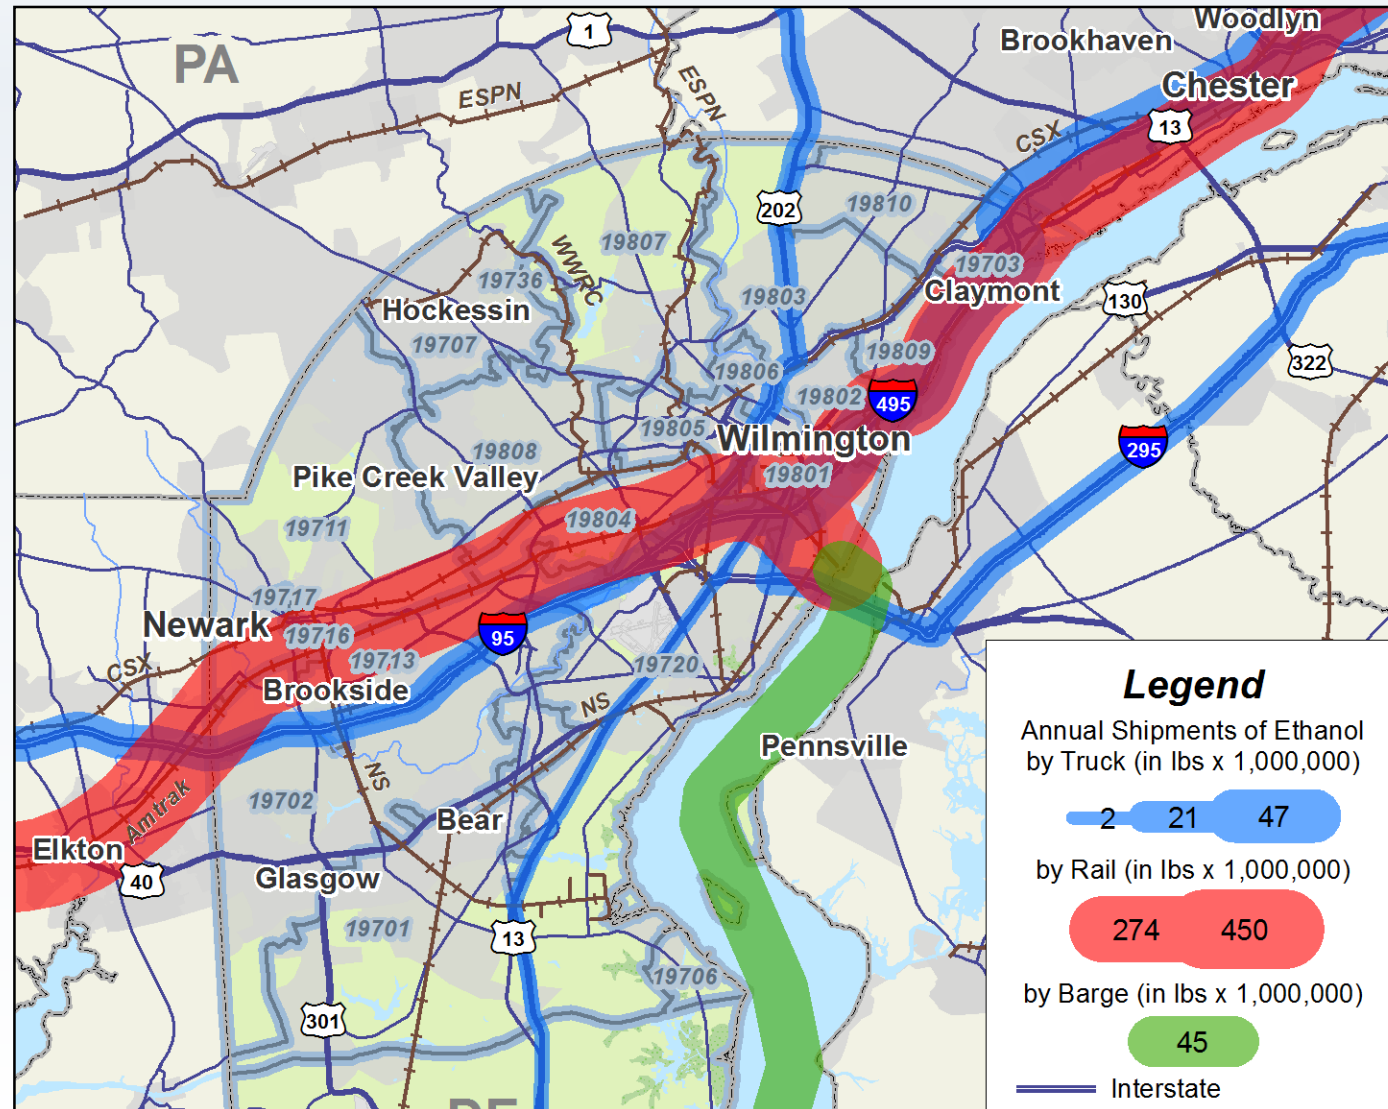 Woodlyn
1
Brookhaven
PA
ESPN
ESPN
Chester
13
CSX
202
19810
19807
WWRC
19703
19736
Claymont
19803
130
Hockessin
19707
19809
322
19806
19802
495
19805
Wilmington
295
19808
Pike Creek Valley
19801
19711
19804
19717
Newark
19716
95
CSX
19713
19720
Brookside
NS
Pennsville
NS
19702
Amtrak
Bear
Elkton
40
Glasgow
19701
13
19706
301
DE
Legend
Annual Shipments of Ethanol
by Truck (in lbs x 1,000,000)
2 21 47
by Rail (in lbs x 1,000,000)
274 450
by Barge (in lbs x 1,000,000)
45
Interstate